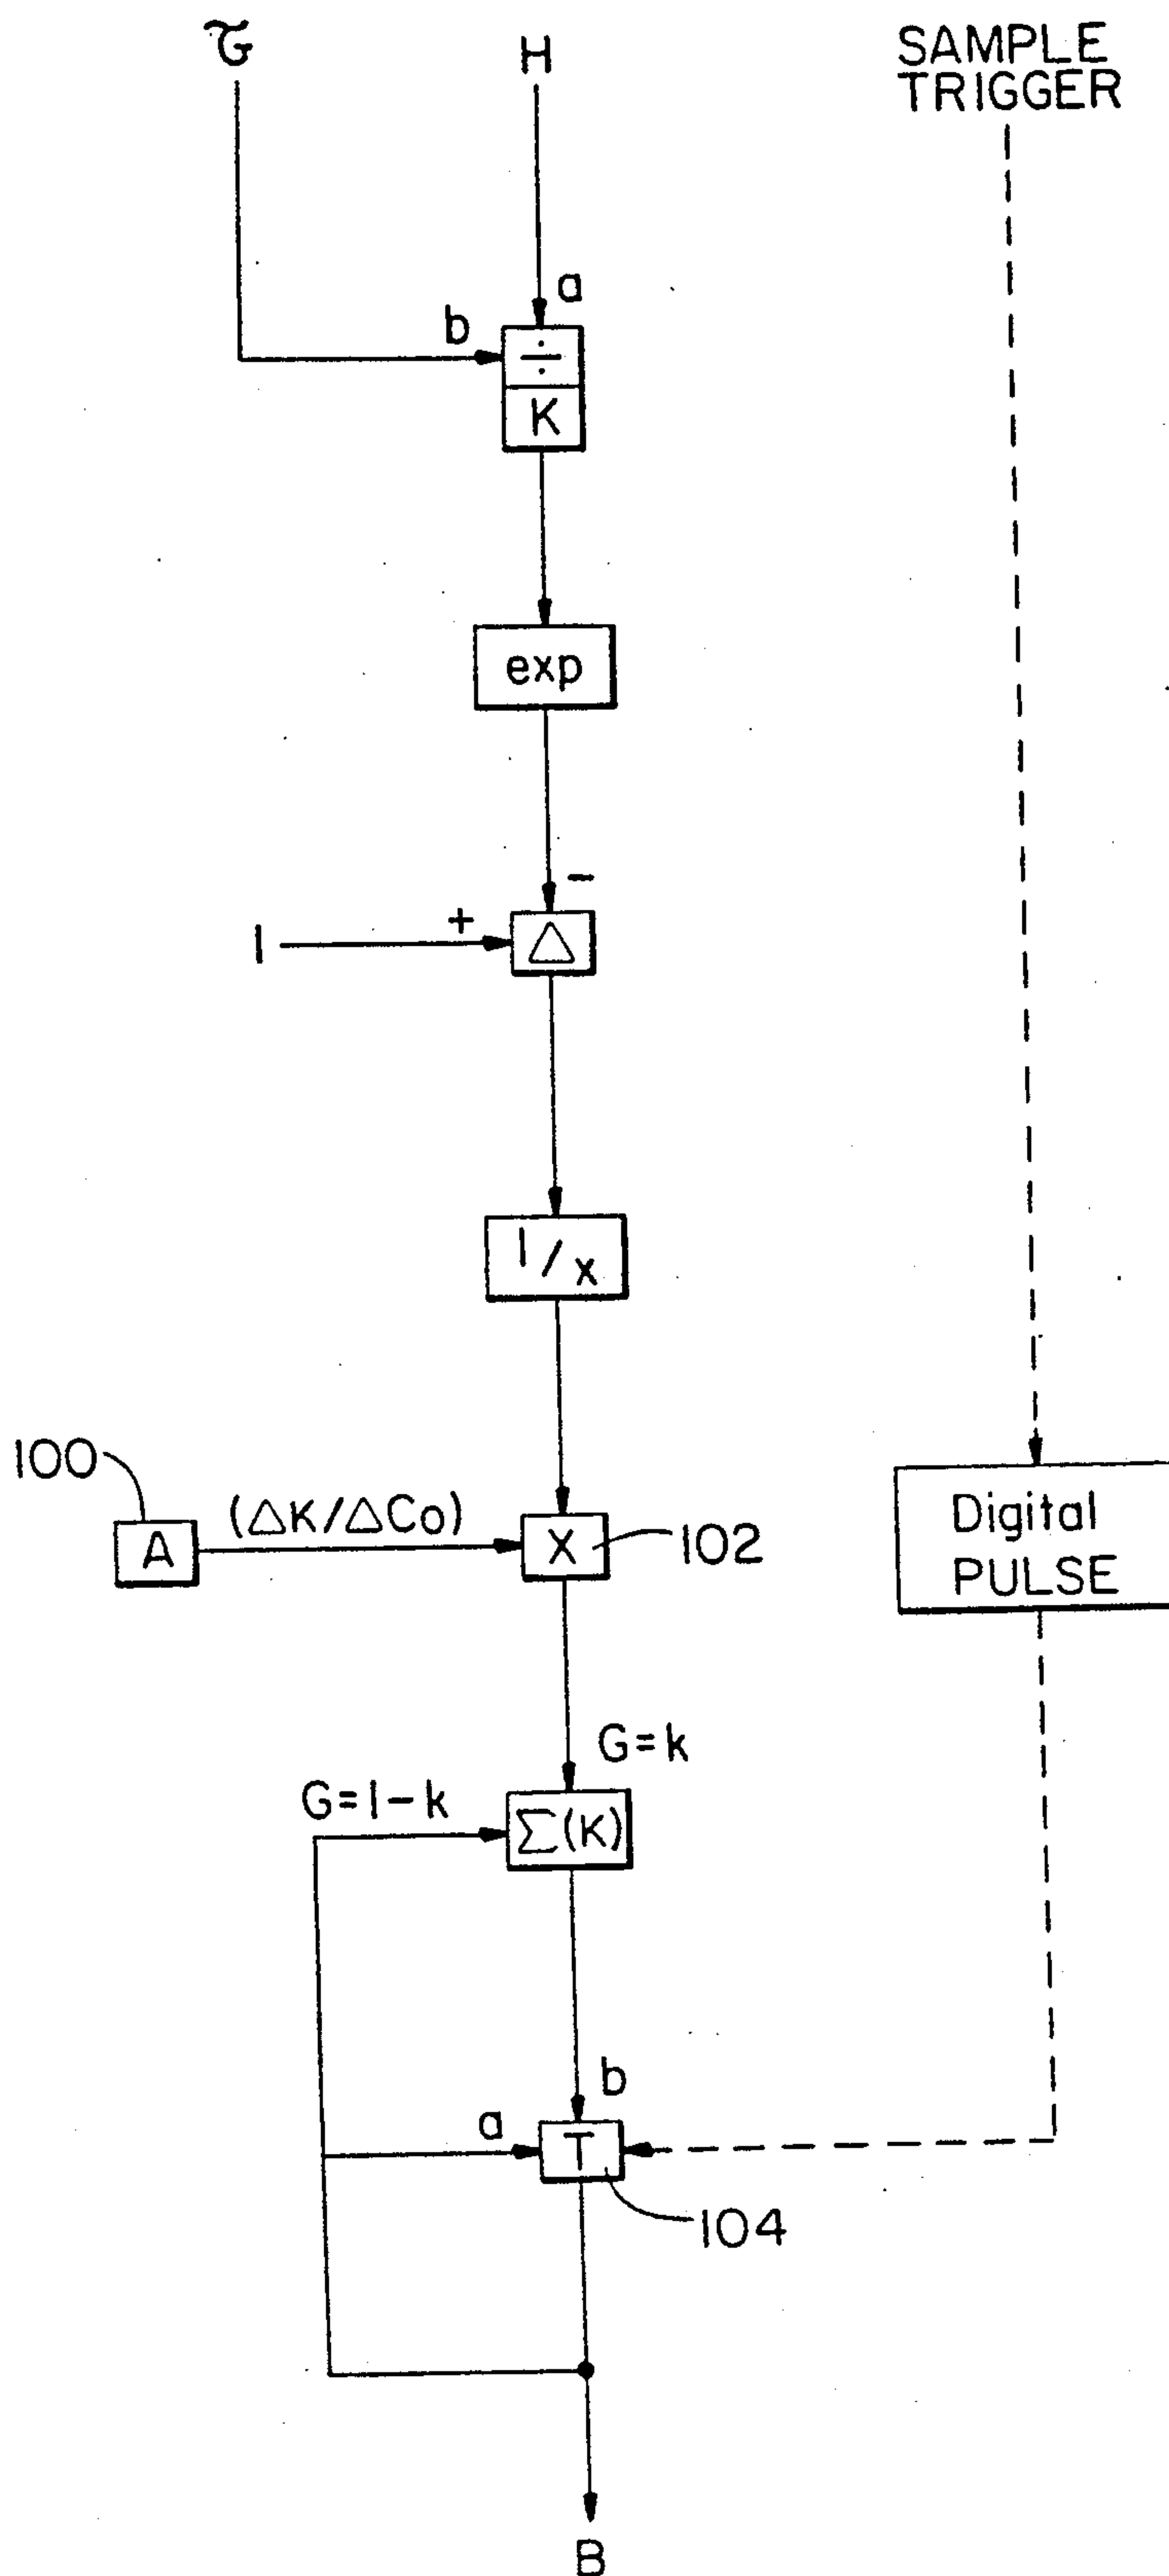 τ
H
SAMPLE
TRIGGER
a
b
÷
K
exp
−
+
1
△
1/x
100
A
(△K/△Co)
X
102
Digital
PULSE
G=k
G=1-k
Σ(K)
b
a
T
104
B